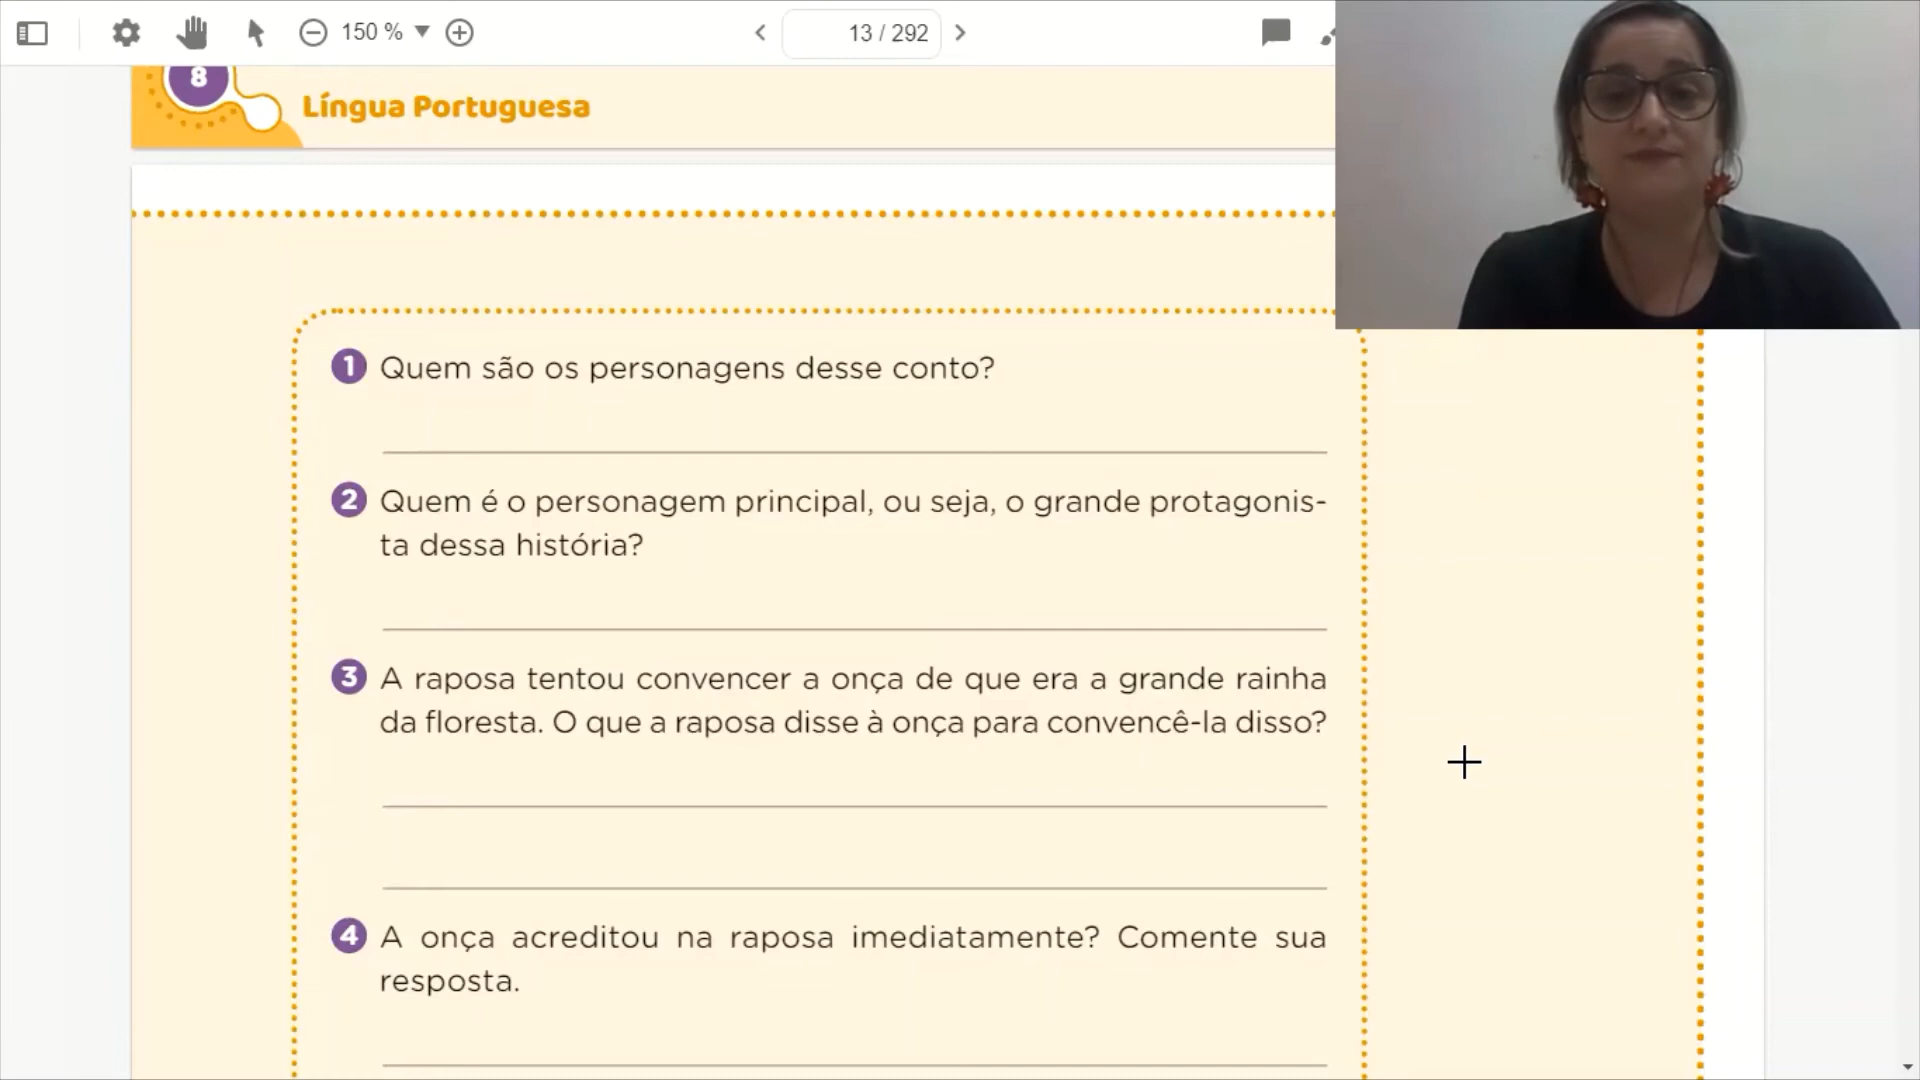 150 %
13 / 292
8
Língua Portuguesa
1 Quem são os personagens desse conto?
2 Quem é o personagem principal, ou seja, o grande protagonis-
ta dessa história?
3 A raposa tentou convencer a onça de que era a grande rainha
da floresta. O que a raposa disse à onça para convencê-la disso?
4 A onça acreditou na raposa imediatamente? Comente sua
resposta.